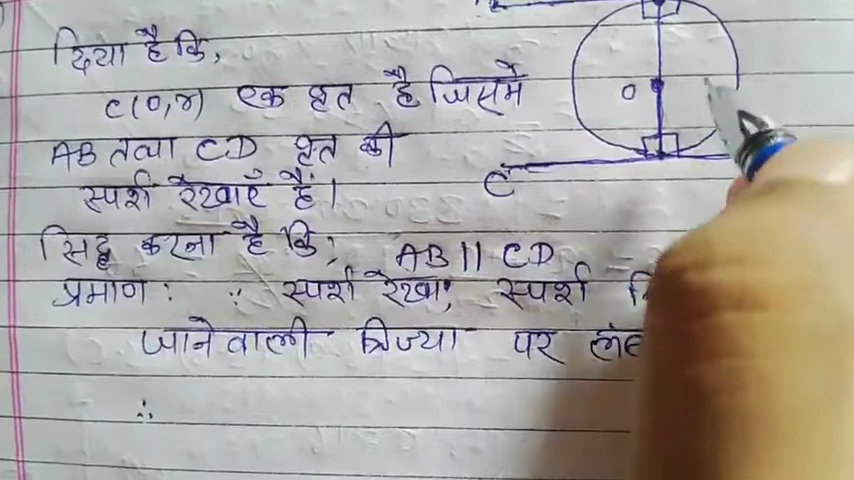 दिया है कि,
C(O,r) एक वृत है जिसमें
O
AB तथा CD वृत की
स्पर्श रेखाएँ हैं।
C
सिद्ध करना है कि; AB || CD
प्रमाण: ∵ स्पर्श रेखा; स्पर्श
जानेवाली त्रिज्या पर
∴